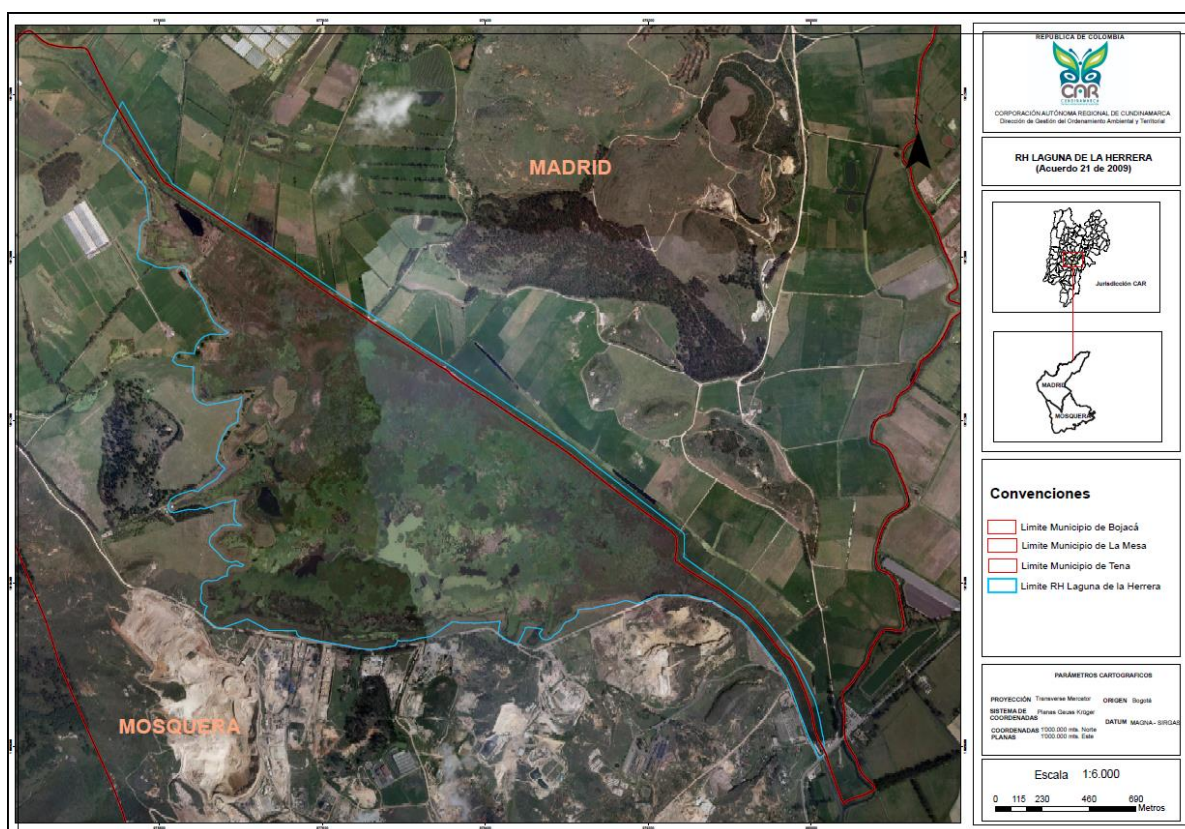 MADRID
MOSQUERA
REPÚBLICA DE COLOMBIA
CAR
CUNDINAMARCA
CORPORACIÓN AUTÓNOMA REGIONAL DE CUNDINAMARCA
Dirección de Gestión del Ordenamiento Ambiental y Territorial
RH LAGUNA DE LA HERRERA
(Acuerdo 21 de 2009)
Jurisdicción CAR
MADRID
MOSQUERA
Convenciones
Limite Municipio de Bojacá
Limite Municipio de La Mesa
Limite Municipio de Tena
Limite RH Laguna de la Herrera
PARÁMETROS CARTOGRAFICOS
PROYECCIÓN Transverse Mercator ORIGEN Bogotá
SISTEMA DE COORDENADAS Planas Gauss Krüger DATUM MAGNA - SIRGAS
COORDENADAS PLANAS 1'000.000 mts. Norte
1'000.000 mts. Este
Escala 1:6.000
0 115 230 460 690
Metros